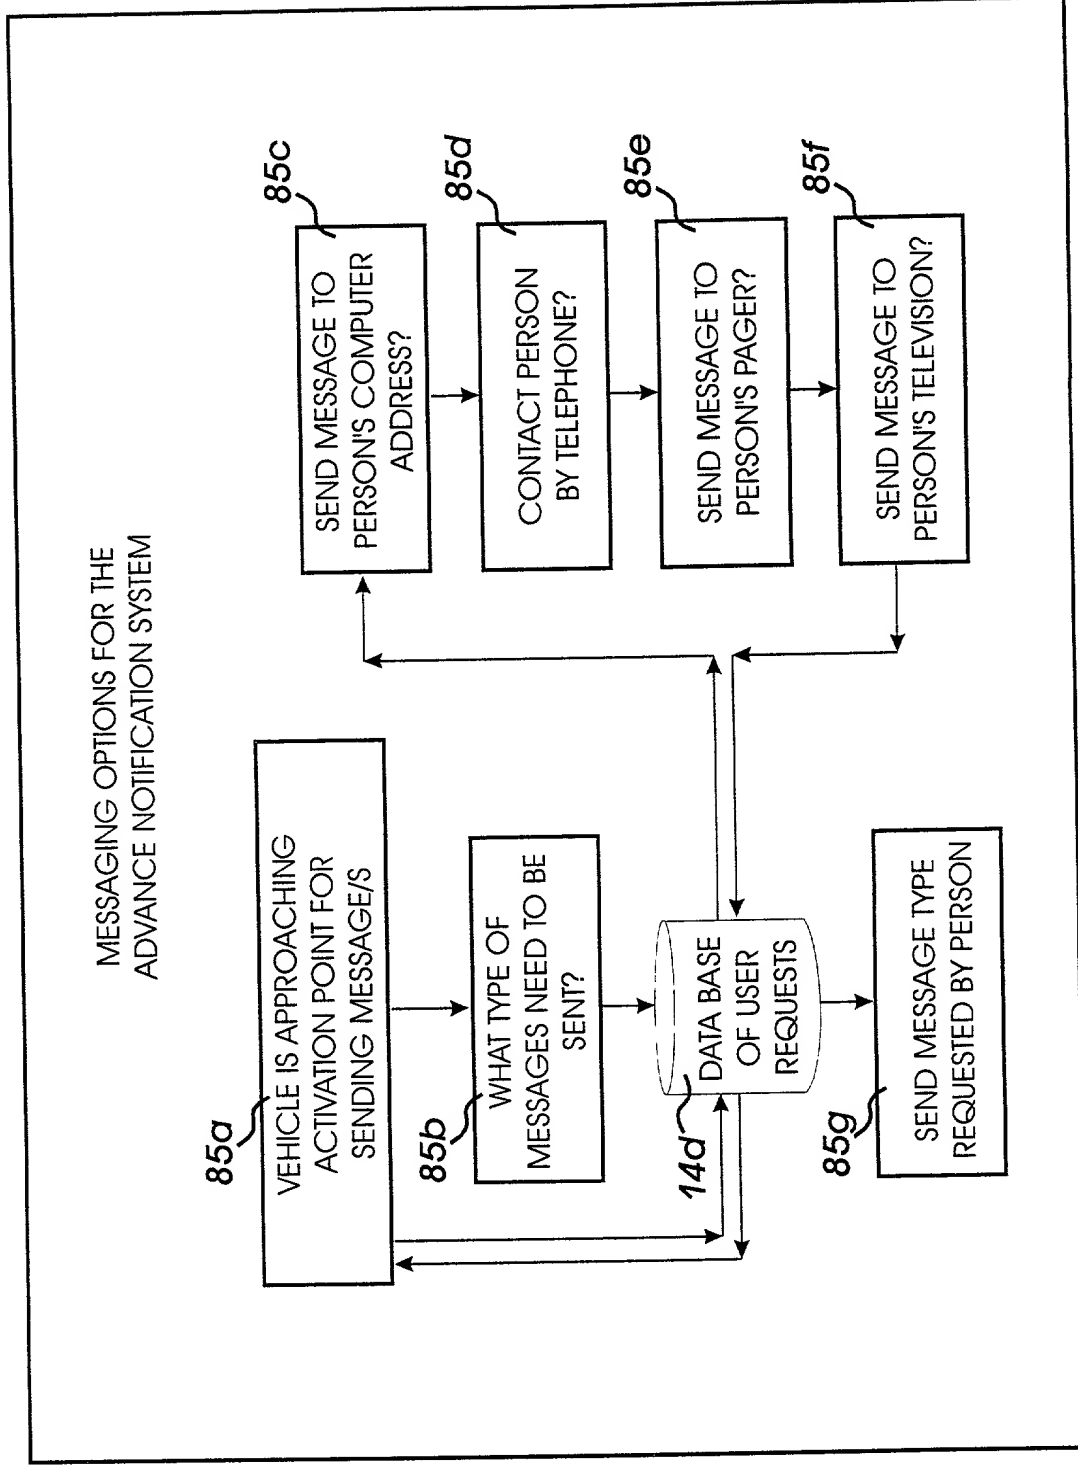 MESSAGING OPTIONS FOR THE
ADVANCE NOTIFICATION SYSTEM
85a
VEHICLE IS APPROACHING
ACTIVATION POINT FOR
SENDING MESSAGE/S
85b
WHAT TYPE OF
MESSAGES NEED TO BE
SENT?
14d
DATA BASE
OF USER
REQUESTS
85g
SEND MESSAGE TYPE
REQUESTED BY PERSON
85c
SEND MESSAGE TO
PERSON'S COMPUTER
ADDRESS?
85d
CONTACT PERSON
BY TELEPHONE?
85e
SEND MESSAGE TO
PERSON'S PAGER?
85f
SEND MESSAGE TO
PERSON'S TELEVISION?